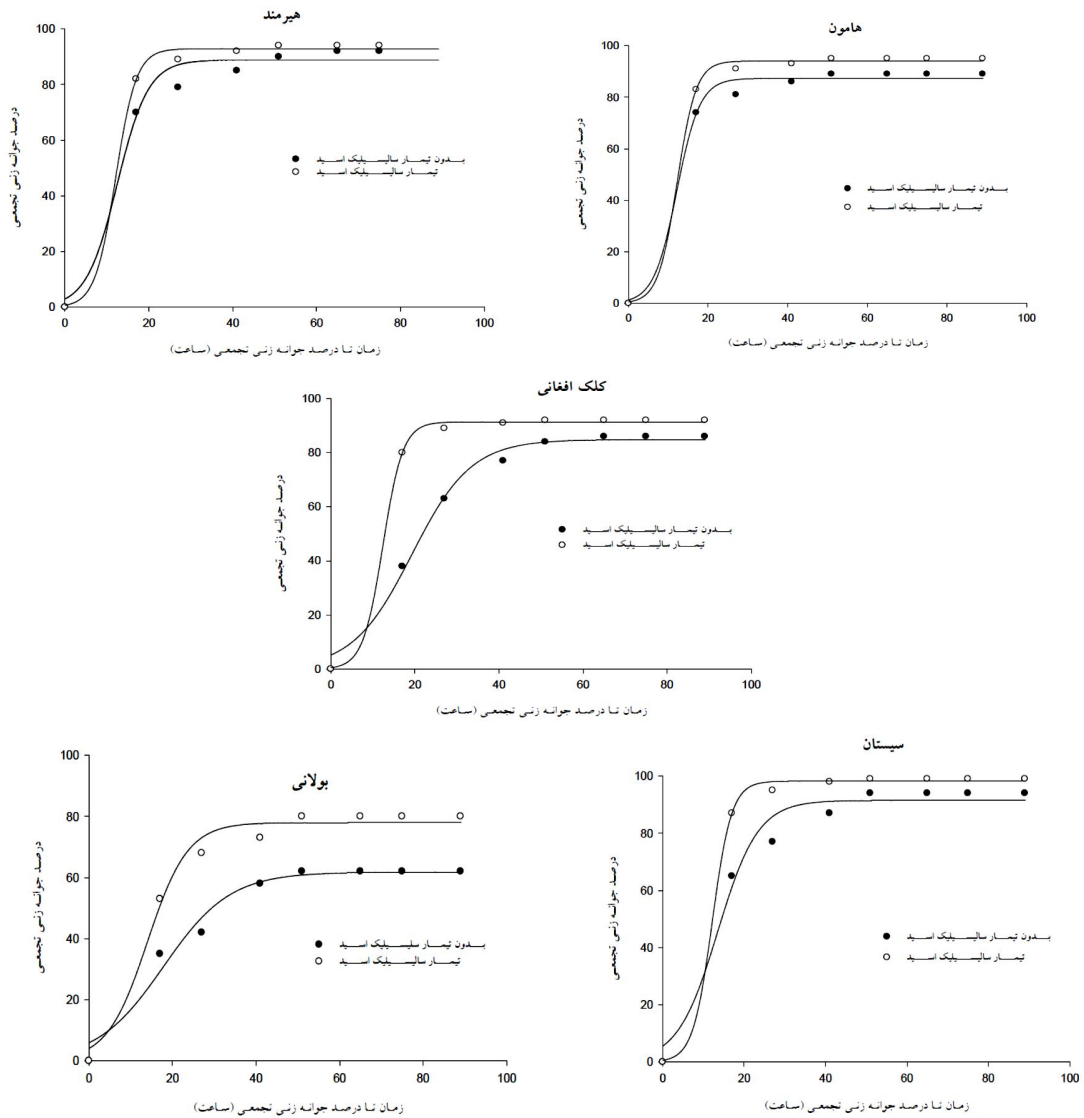 هیرمند
100
80
60
40
20
0
درصد جوانه زنی تجمعی
بدون تیمار سالیسیلیک اسید
تیمار سالیسیلیک اسید
0 20 40 60 80 100
زمان تا درصد جوانه زنی تجمعی (ساعت)
هامون
100
80
60
40
20
0
درصد جوانه زنی تجمعی
بدون تیمار سالیسیلیک اسید
تیمار سالیسیلیک اسید
0 20 40 60 80 100
زمان تا درصد جوانه زنی تجمعی (ساعت)
کلک افغانی
100
80
60
40
20
0
درصد جوانه زنی تجمعی
بدون تیمار سالیسیلیک اسید
تیمار سالیسیلیک اسید
0 20 40 60 80 100
زمان تا درصد جوانه زنی تجمعی (ساعت)
بولانی
100
80
60
40
20
0
درصد جوانه زنی تجمعی
بدون تیمار سلیسیلیک اسید
تیمار سالیسیلیک اسید
0 20 40 60 80 100
زمان تا درصد جوانه زنی تجمعی (ساعت)
سیستان
100
80
60
40
20
0
درصد جوانه زنی تجمعی
بدون تیمار سالیسیلیک اسید
تیمار سالیسیلیک اسید
0 20 40 60 80 100
زمان تا درصد جوانه زنی تجمعی (ساعت)